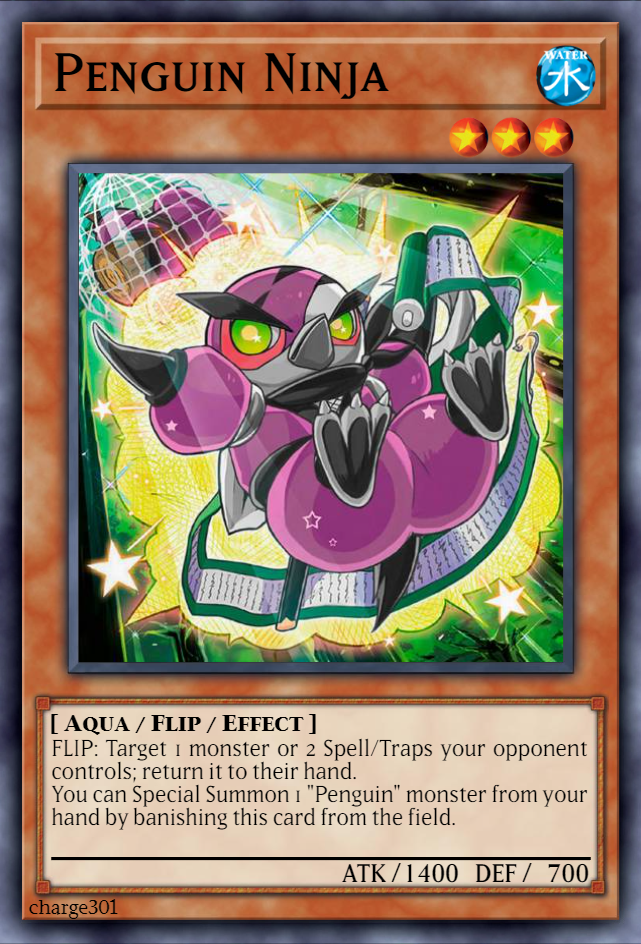 Penguin Ninja
WATER
水
[ Aqua / Flip / Effect ]
FLIP: Target 1 monster or 2 Spell/Traps your opponent
controls; return it to their hand.
You can Special Summon 1 "Penguin" monster from your
hand by banishing this card from the field.
ATK / 1400 DEF / 700
charge301